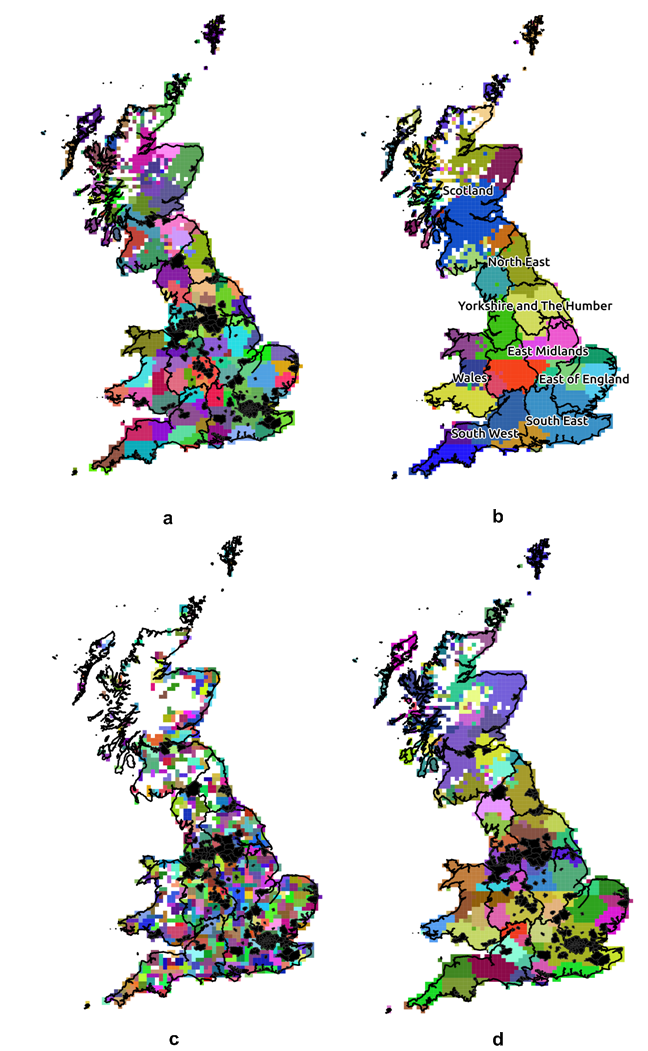 Scotland
North East
Yorkshire and The Humber
East Midlands
Wales
East of England
South East
South West
a
b
c
d